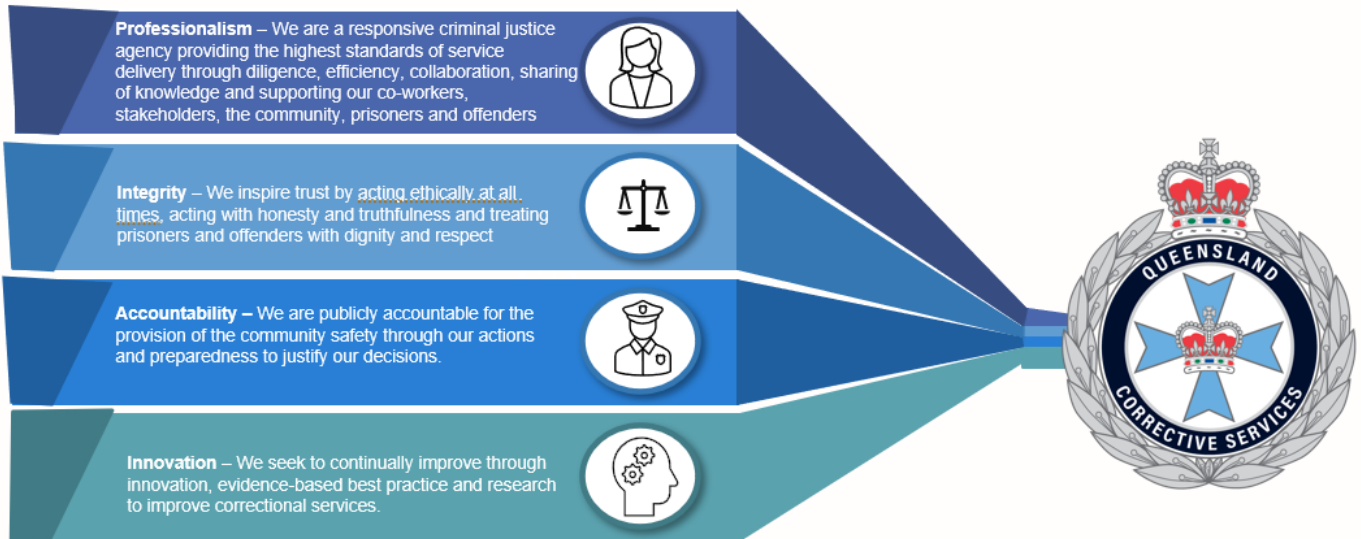 Professionalism – We are a responsive criminal justice
agency providing the highest standards of service
delivery through diligence, efficiency, collaboration, sharing
of knowledge and supporting our co-workers,
stakeholders, the community, prisoners and offenders
Integrity – We inspire trust by acting ethically at all
times, acting with honesty and truthfulness and treating
prisoners and offenders with dignity and respect
Accountability – We are publicly accountable for the
provision of the community safety through our actions
and preparedness to justify our decisions.
Innovation – We seek to continually improve through
innovation, evidence-based best practice and research
to improve correctional services.
QUEENSLAND
CORRECTIVE SERVICES